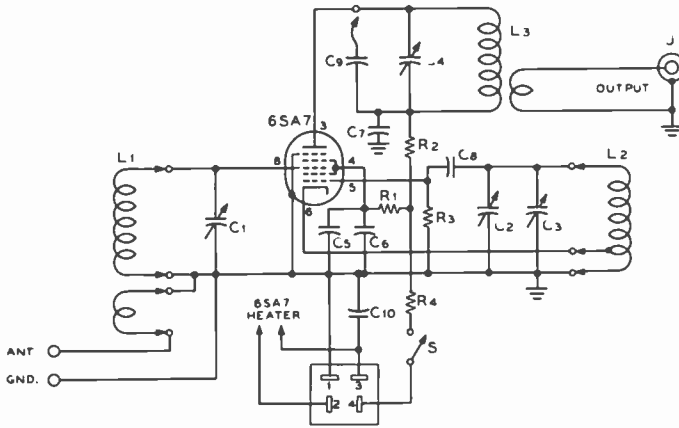 L3
J
C9
C4
OUTPUT
6SA7
3
C7
R2
L1
8
4
C8
L2
5
R1
6
R3
C1
C5
C6
C2
C3
6SA7
HEATER
C10
R4
S
ANT
GND.
1
3
2
4